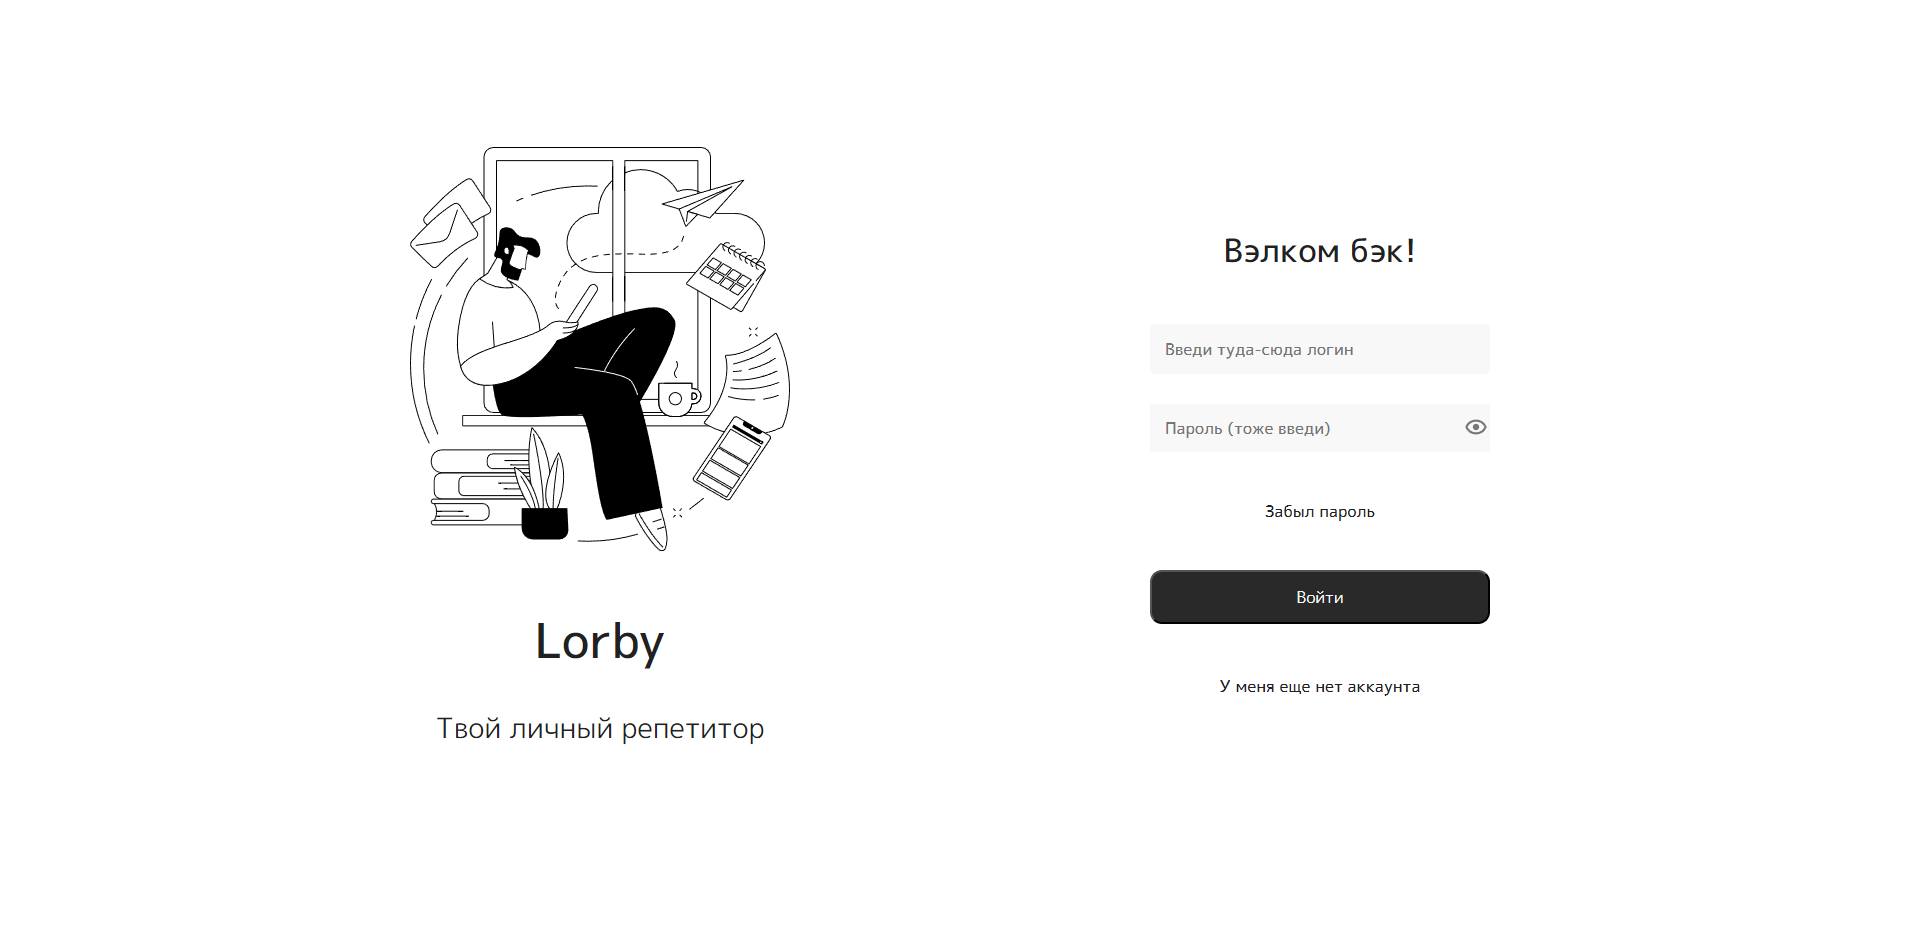 Lorby
Твой личный репетитор
Вэлком бэк!
Введи туда-сюда логин
Пароль (тоже введи)
Забыл пароль
Войти
У меня еще нет аккаунта